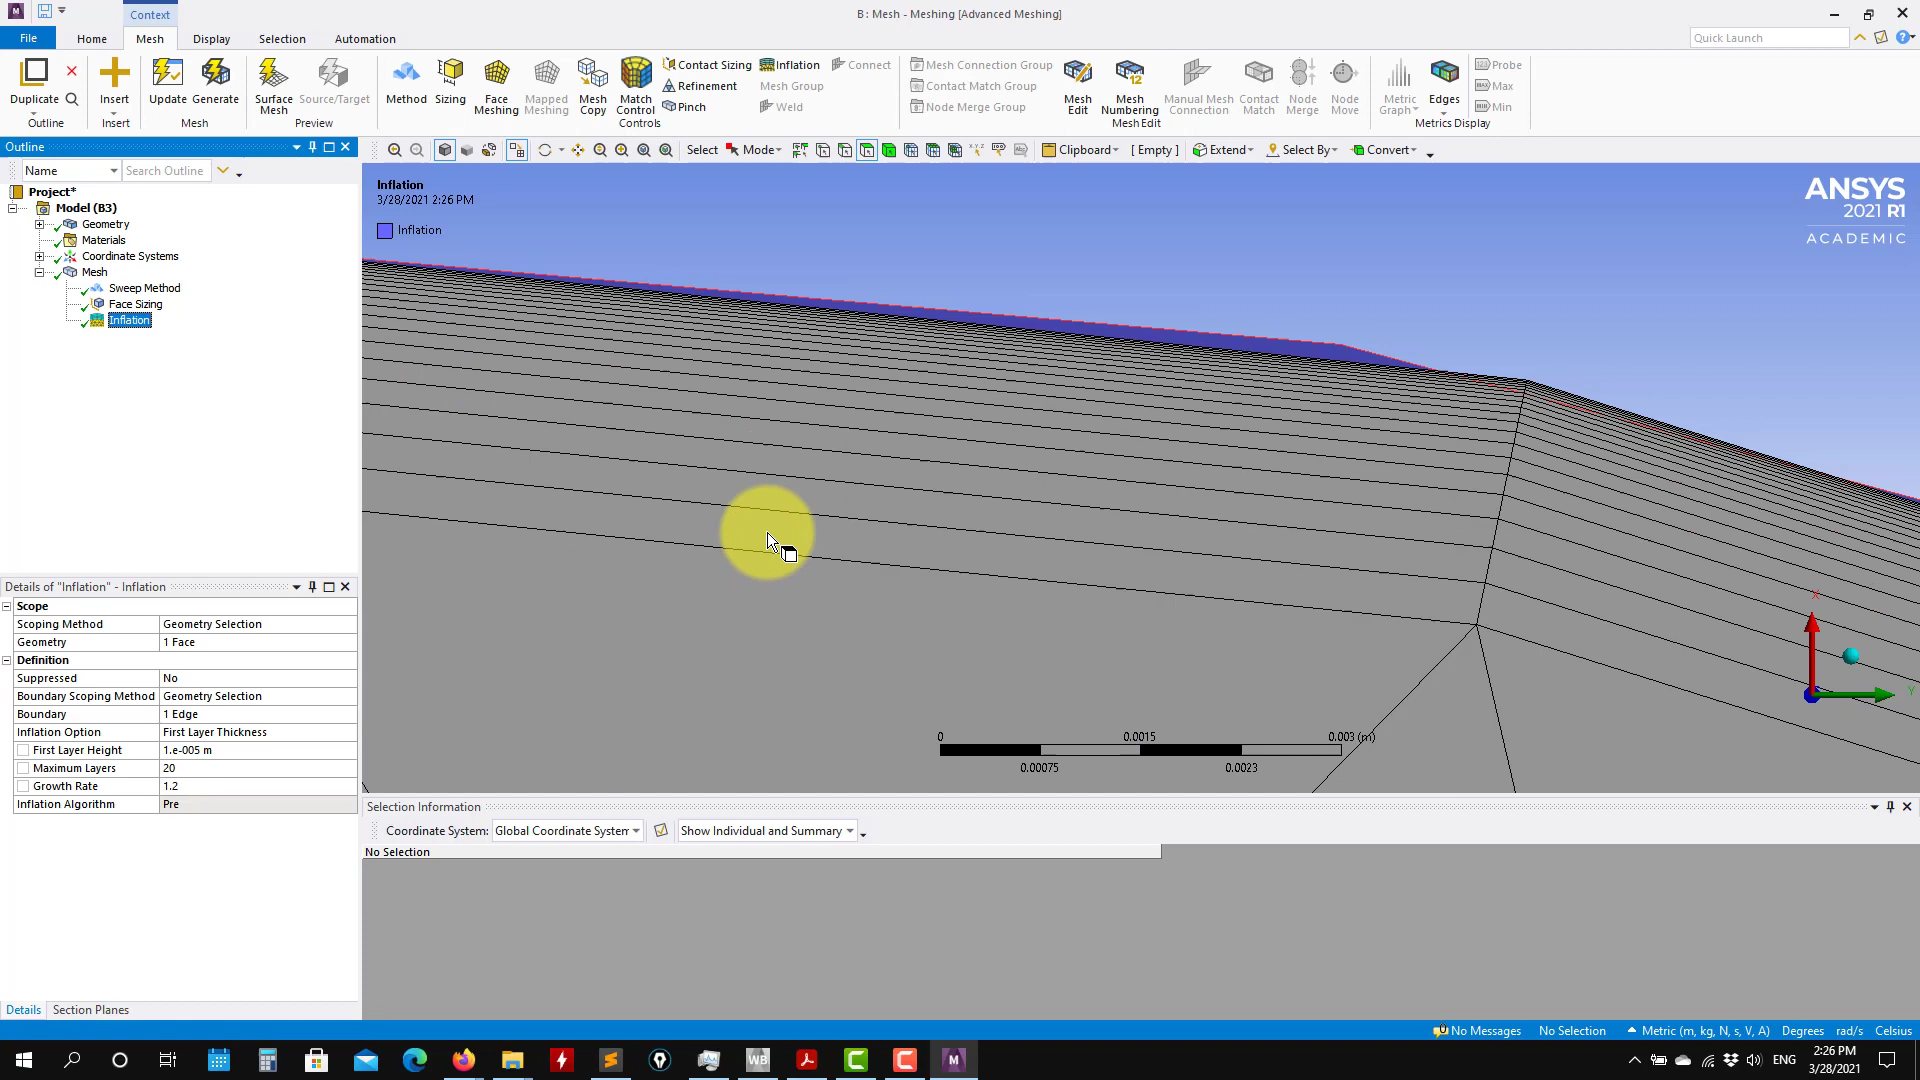 Context
B : Mesh - Meshing [Advanced Meshing]
File
Home
Mesh
Display
Selection
Automation
Quick Launch
Duplicate
Outline
Insert
Insert
Update
Generate
Mesh
Surface Mesh
Source/Target
Preview
Method
Sizing
Face Meshing
Mapped Meshing
Mesh Copy
Match Control
Contact Sizing
Refinement
Pinch
Inflation
Mesh Group
Weld
Connect
Controls
Mesh Connection Group
Contact Match Group
Node Merge Group
Mesh Edit
Mesh Numbering
Manual Mesh Connection
Contact Match
Node Merge
Node Move
Mesh Edit
Metric Graph
Edges
Probe
Max
Min
Metrics Display
Outline
Select
Mode
Clipboard
[ Empty ]
Extend
Select By
Convert
Name
Search Outline
Project*
Model (B3)
Geometry
Materials
Coordinate Systems
Mesh
Sweep Method
Face Sizing
Inflation
Inflation
3/28/2021 2:26 PM
Inflation
ANSYS
2021 R1
ACADEMIC
X
Y
0
0.0015
0.003 (m)
0.00075
0.0023
Details of "Inflation" - Inflation
Scope
Scoping Method Geometry Selection
Geometry 1 Face
Definition
Suppressed No
Boundary Scoping Method Geometry Selection
Boundary 1 Edge
Inflation Option First Layer Thickness
First Layer Height 1.e-005 m
Maximum Layers 20
Growth Rate 1.2
Inflation Algorithm Pre
Selection Information
Coordinate System: Global Coordinate System
Show Individual and Summary
No Selection
Details
Section Planes
No Messages
No Selection
Metric (m, kg, N, s, V, A)
Degrees
rad/s
Celsius
WB
M
ENG
2:26 PM
3/28/2021